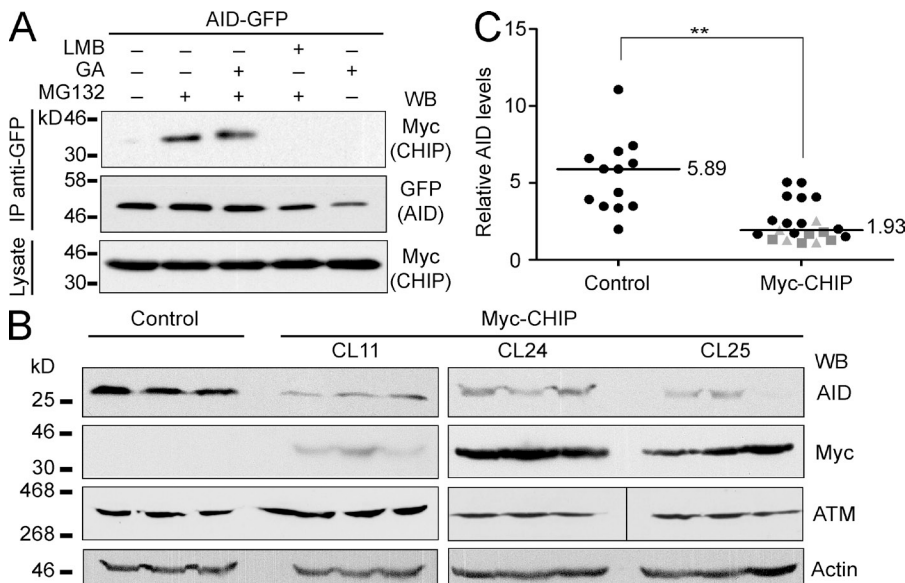 A
AID-GFP
LMB – – – + –
GA – – + – +
MG132 – + + + –
WB
IP anti-GFP
kD
46
30
Myc
(CHIP)
58
46
GFP
(AID)
Lysate
46
30
Myc
(CHIP)
C
**
Relative AID levels
15
10
5
0
5.89
1.93
Control
Myc-CHIP
B
Control
Myc-CHIP
CL11
CL24
CL25
WB
kD
25
AID
46
30
Myc
468
268
ATM
46
Actin